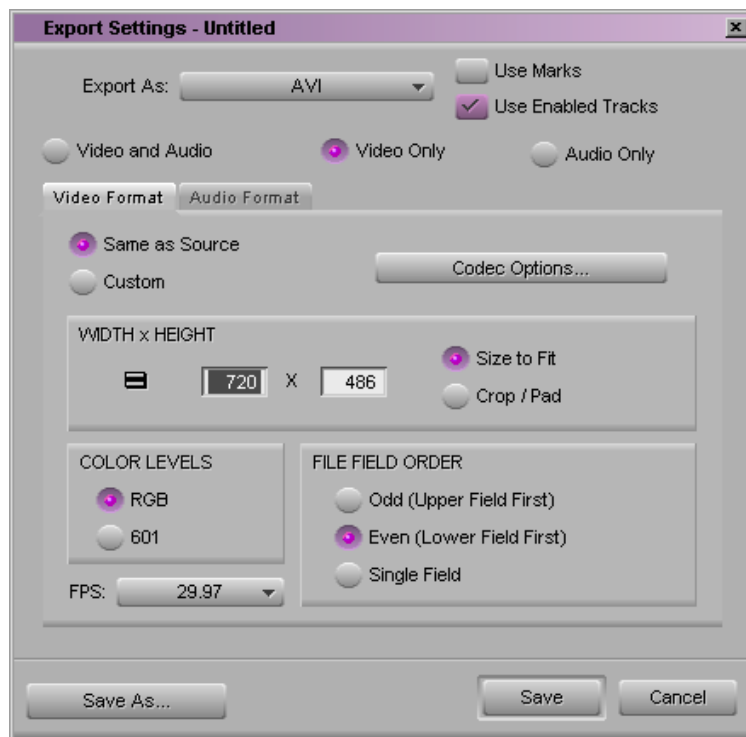 Export Settings - Untitled
Export As: AVI
Use Marks
Use Enabled Tracks
Video and Audio Video Only Audio Only
Video Format Audio Format
Same as Source
Custom
Codec Options...
WIDTH x HEIGHT
720 X 486
Size to Fit
Crop / Pad
COLOR LEVELS
RGB
601
FPS: 29.97
FILE FIELD ORDER
Odd (Upper Field First)
Even (Lower Field First)
Single Field
Save As... Save Cancel